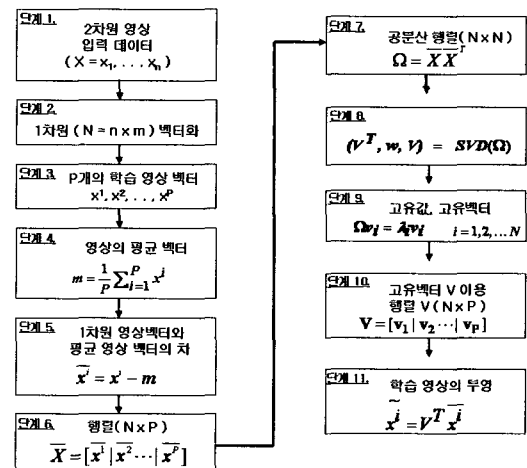 단계 1.
2차원 영상
입력 데이터
(X = x₁, . . . xₙ)
단계 2.
1차원 (N = n x m) 벡터화
단계 3.
P개의 학습 영상 벡터
x¹, x², . . . , xᴾ
단계 4.
영상의 평균 벡터
m = 1/P ∑ᵢ₌₁ᴾ xⁱ
단계 5.
1차원 영상벡터와
평균 영상 벡터의 차
x̅ⁱ = xⁱ − m
단계 6.
행렬(N x P)
X̅ = [x̅¹ | x̅² ⋯ | x̅ᴾ]
단계 7.
공분산 행렬(N x N)
Ω = X̅ X̅ᵀ
단계 8.
(Vᵀ, w, V) = SVD(Ω)
단계 9.
고유값, 고유벡터
Ωvᵢ = λᵢvᵢ i = 1,2, ... N
단계 10.
고유벡터 V 이용
행렬 V (N x P)
V = [v₁ | v₂ ⋯ | vₚ]
단계 11.
학습 영상의 부영
x̃ⁱ = Vᵀ x̅ⁱ